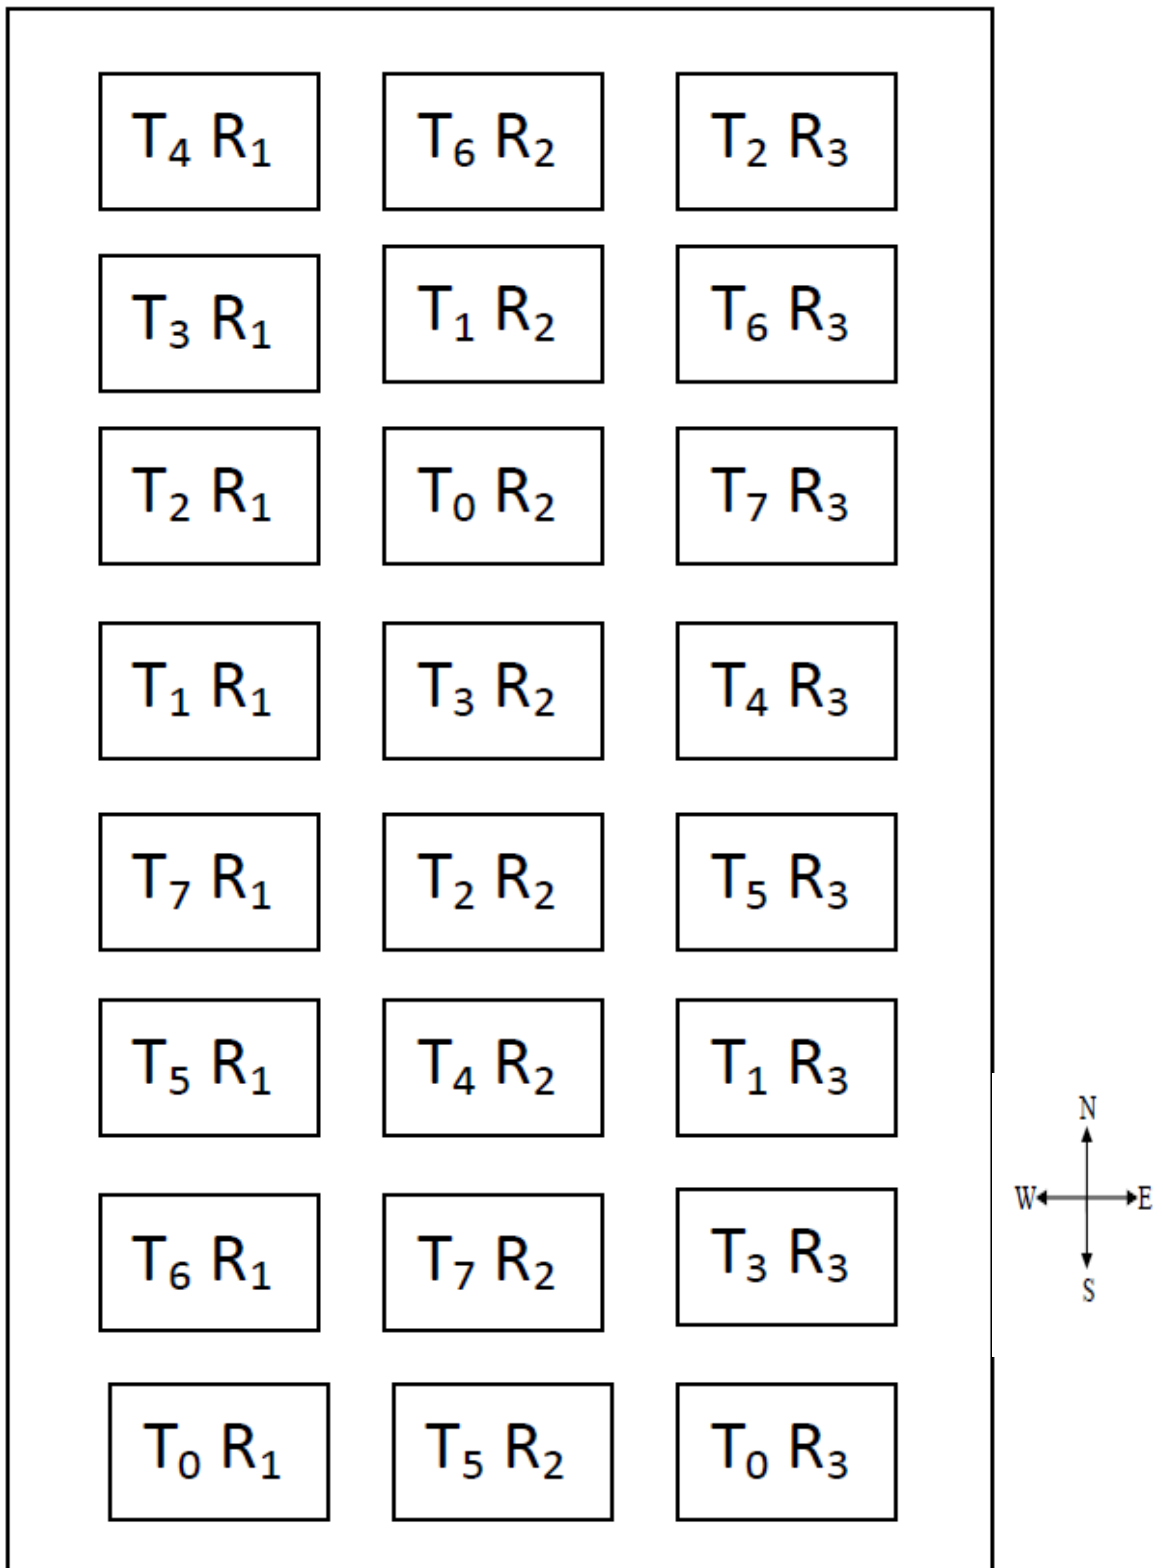 T₄ R₁ T₆ R₂ T₂ R₃
T₃ R₁ T₁ R₂ T₆ R₃
T₂ R₁ T₀ R₂ T₇ R₃
T₁ R₁ T₃ R₂ T₄ R₃
T₇ R₁ T₂ R₂ T₅ R₃
T₅ R₁ T₄ R₂ T₁ R₃
N
W E
S
T₆ R₁ T₇ R₂ T₃ R₃
T₀ R₁ T₅ R₂ T₀ R₃